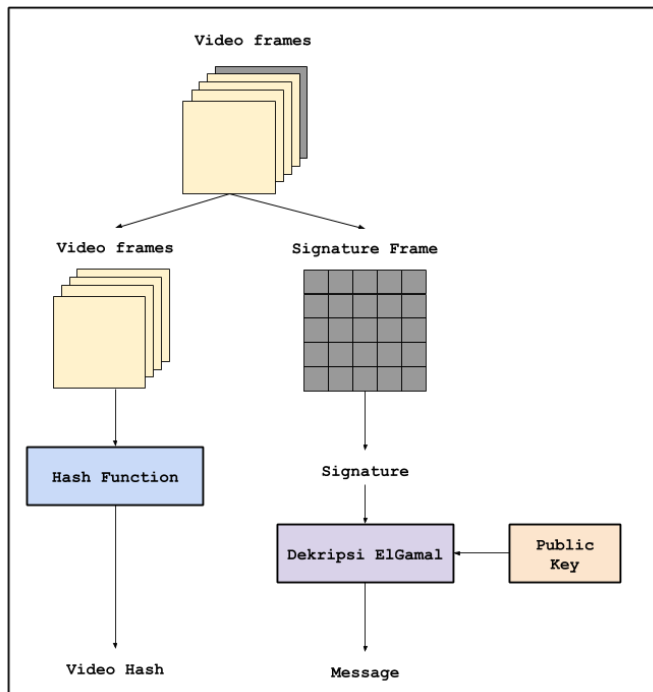 Video frames
Video frames
Signature Frame
Hash Function
Signature
Dekripsi ElGamal
Public
Key
Video Hash
Message